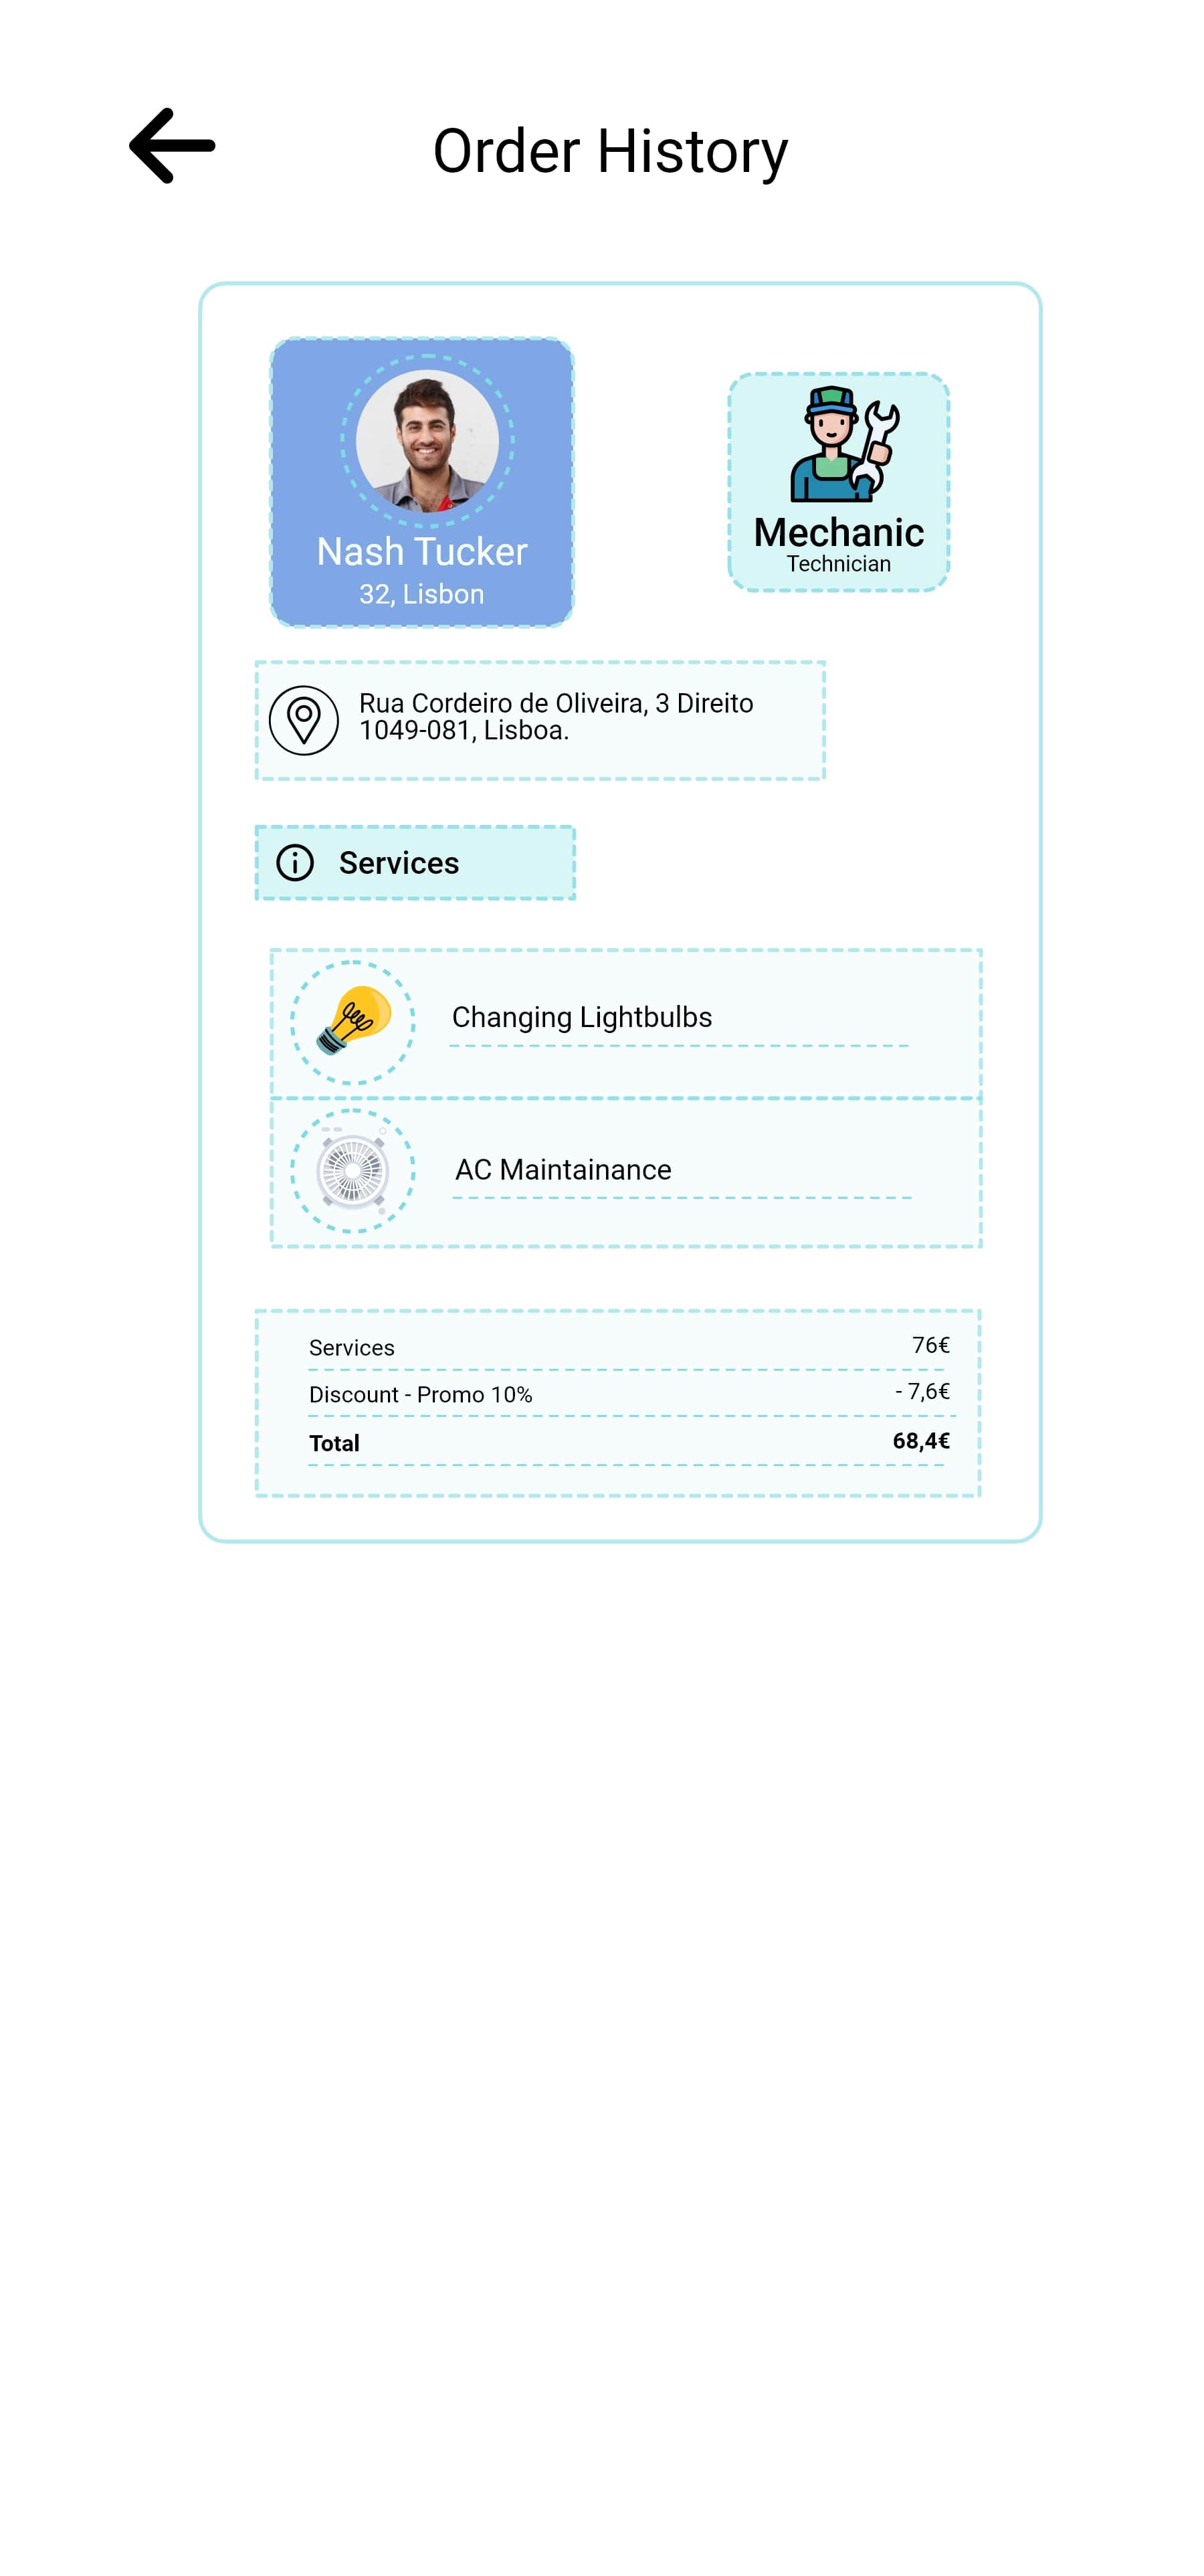 Order History
Nash Tucker
32, Lisbon
Mechanic
Technician
Rua Cordeiro de Oliveira, 3 Direito
1049-081, Lisboa.
Services
Changing Lightbulbs
AC Maintainance
Services 76€
Discount - Promo 10% - 7,6€
Total 68,4€